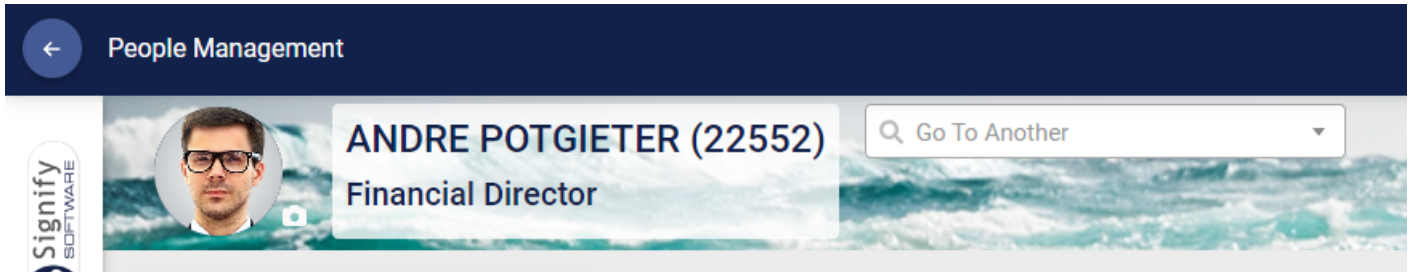 People Management
ANDRE POTGIETER (22552)
Financial Director
Go To Another
Signify
SOFTWARE